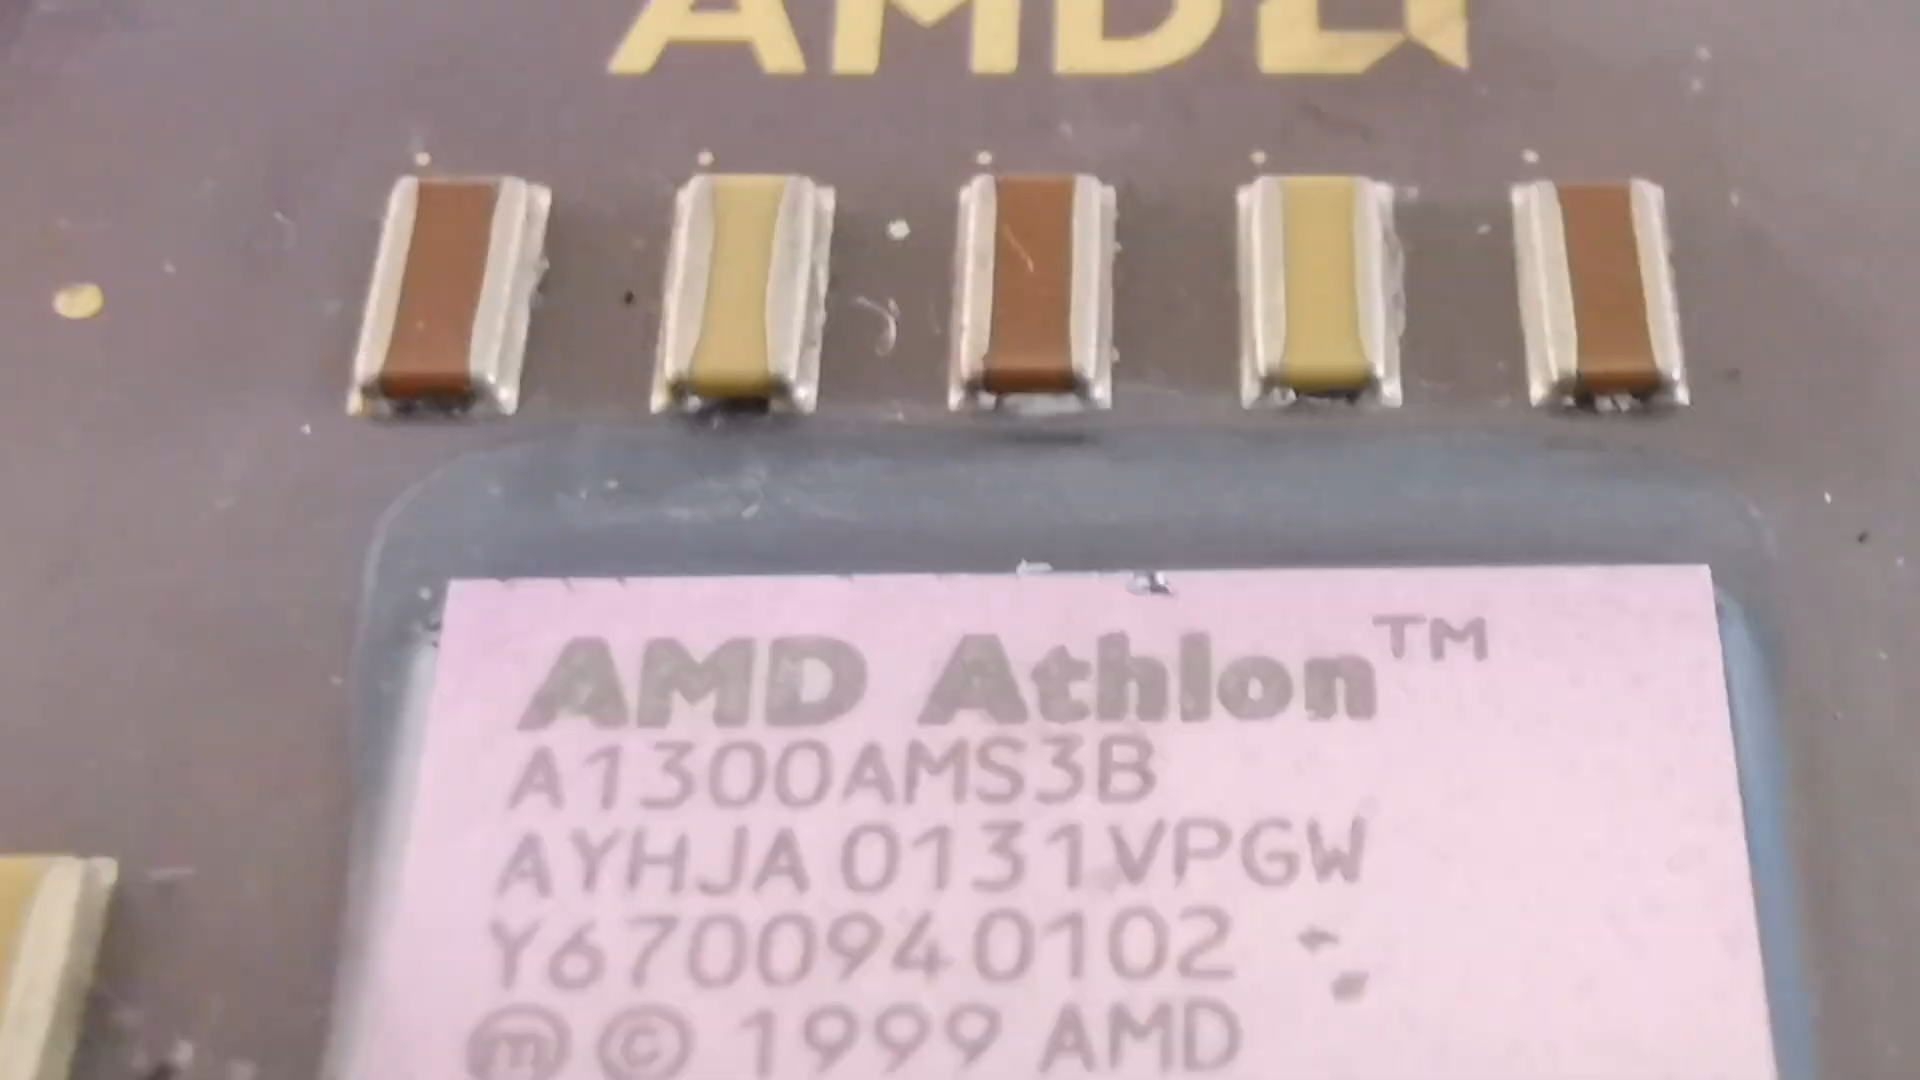 AMD
AMD Athlon™
A1300AMS3B
AYHJA 0131VPGW
Y6700940102
ⓜ © 1999 AMD